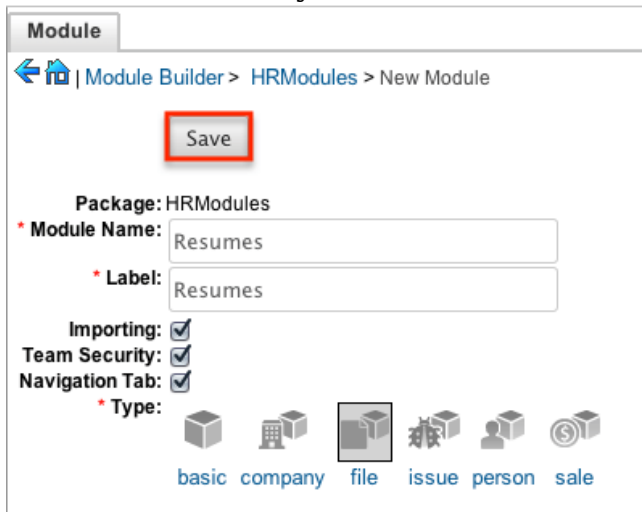 Module
| Module Builder > HRModules > New Module
Save
Package: HRModules
* Module Name: Resumes
* Label: Resumes
Importing:
Team Security:
Navigation Tab:
* Type:
basic company file issue person sale